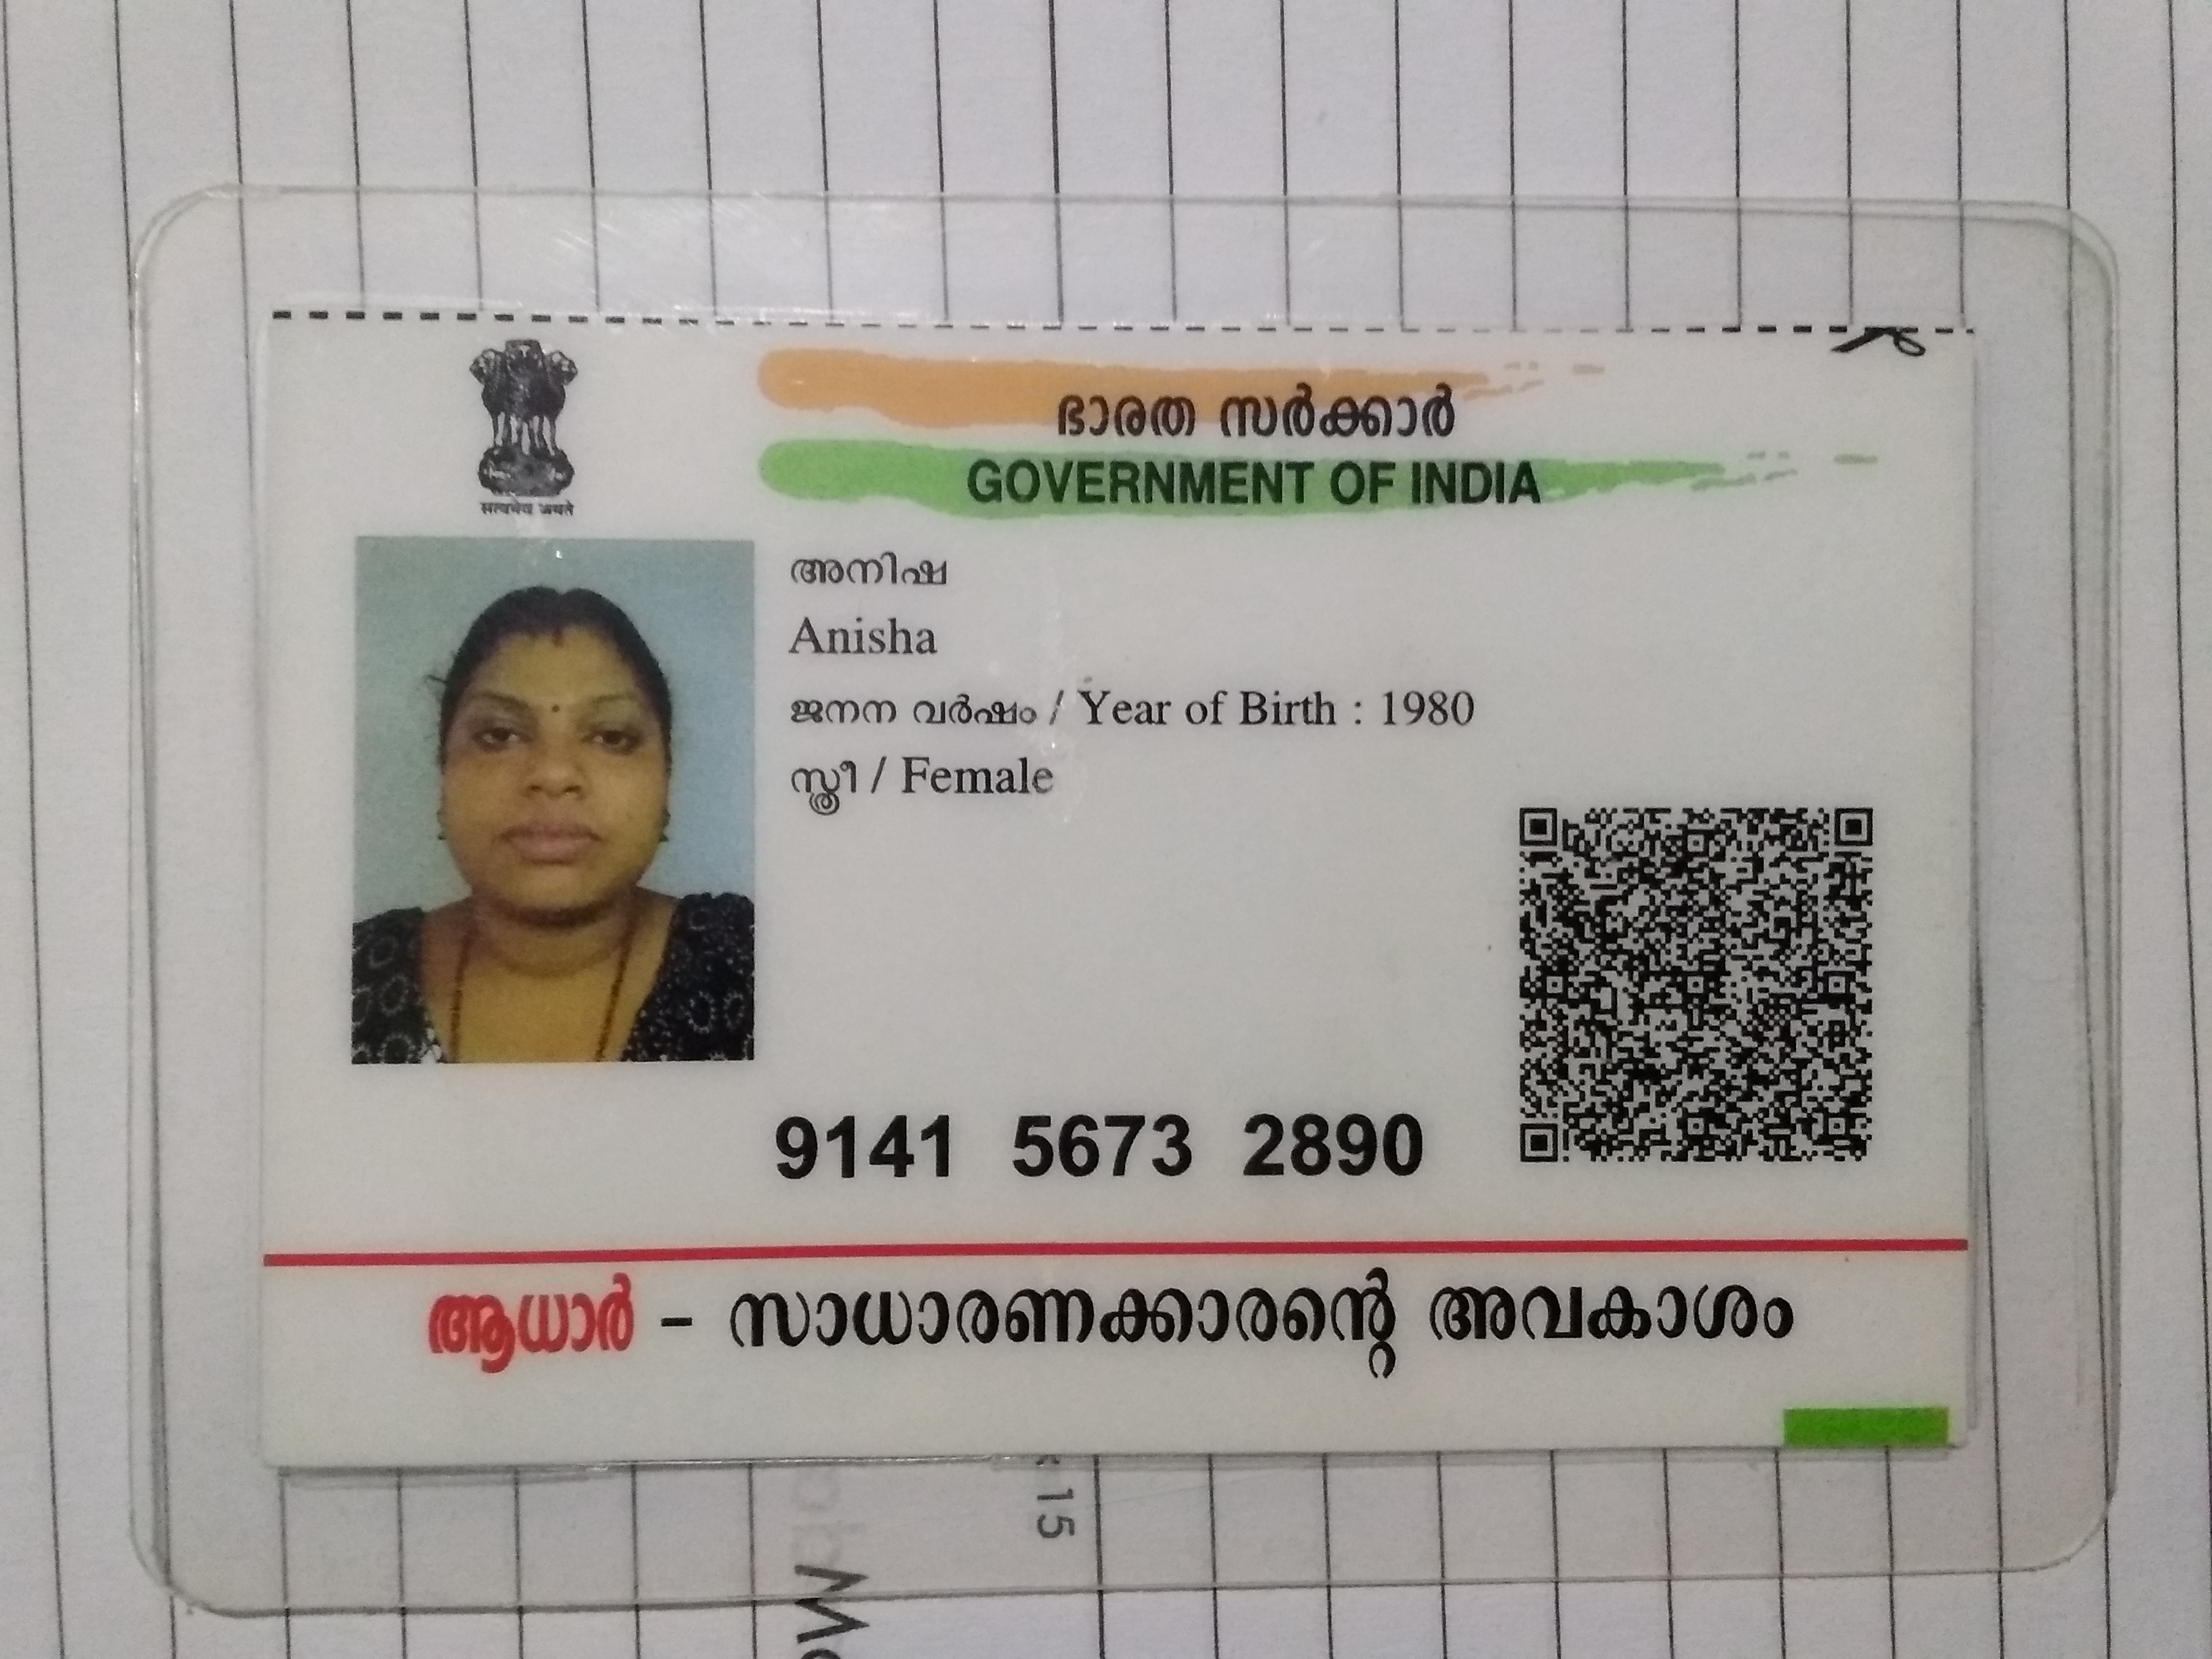 ഭാരത സർക്കാർ
GOVERNMENT OF INDIA
सत्यमेव जयते
അനിഷ
Anisha
ജനന വർഷം / Year of Birth : 1980
സ്ത്രീ / Female
9141 5673 2890
ആധാർ - സാധാരണക്കാരന്റെ അവകാശം
15